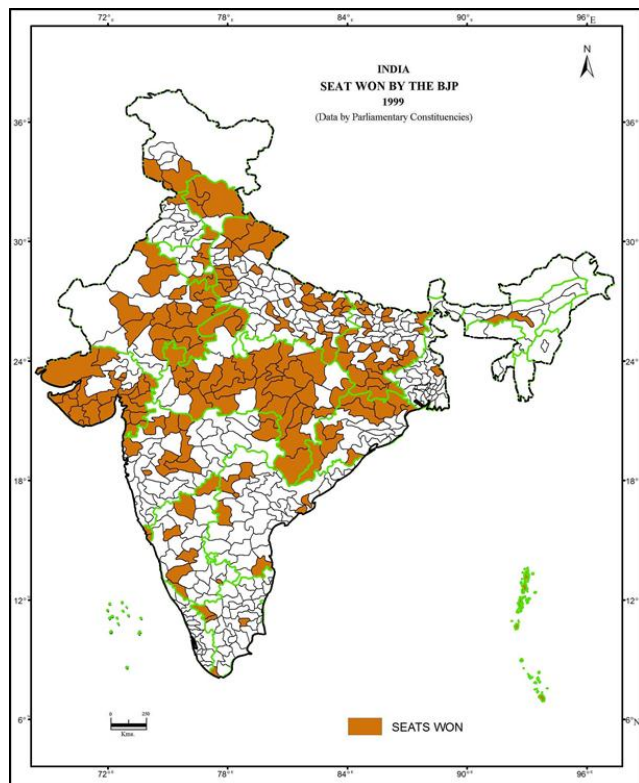 72° 78° 84° 90° 96° E
N
INDIA
SEAT WON BY THE BJP
1999
(Data by Parliamentary Constituencies)
36° 36°
30° 30°
24° 24°
18° 18°
12° 12°
6° 6°N
Kms.
SEATS WON
72° 78° 84° 90° 96°